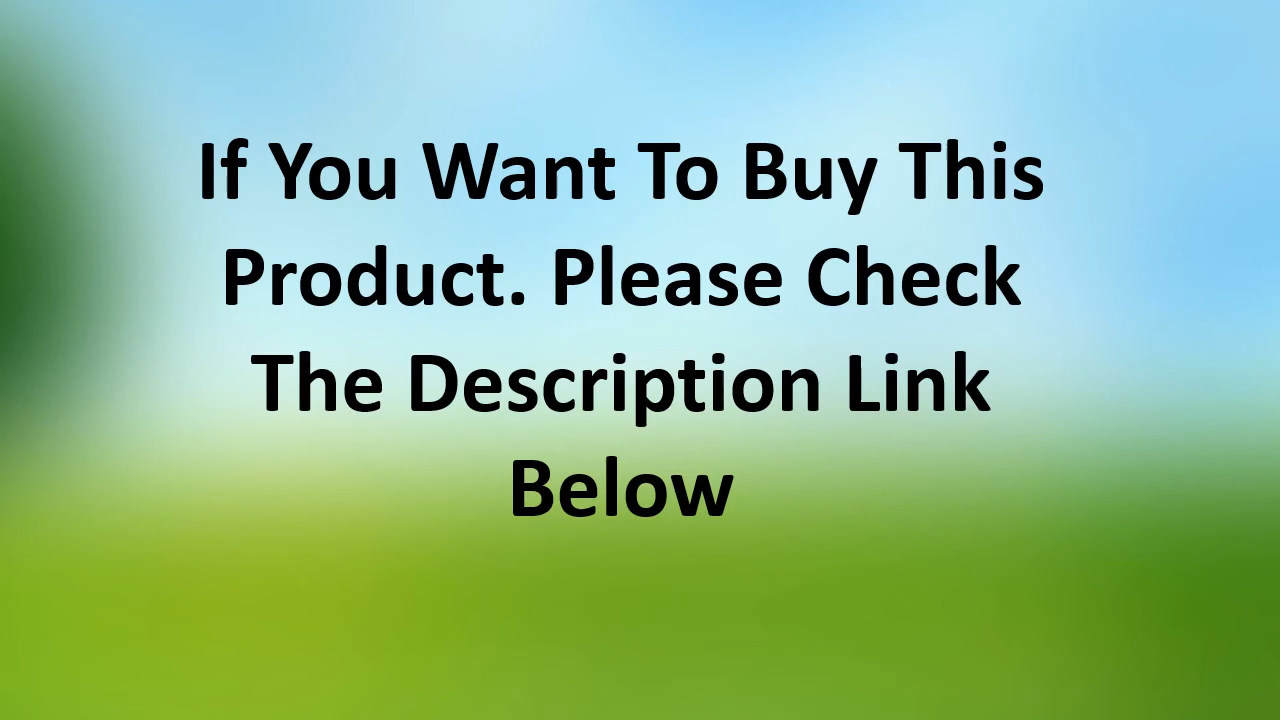 If You Want To Buy This
Product. Please Check
The Description Link
Below